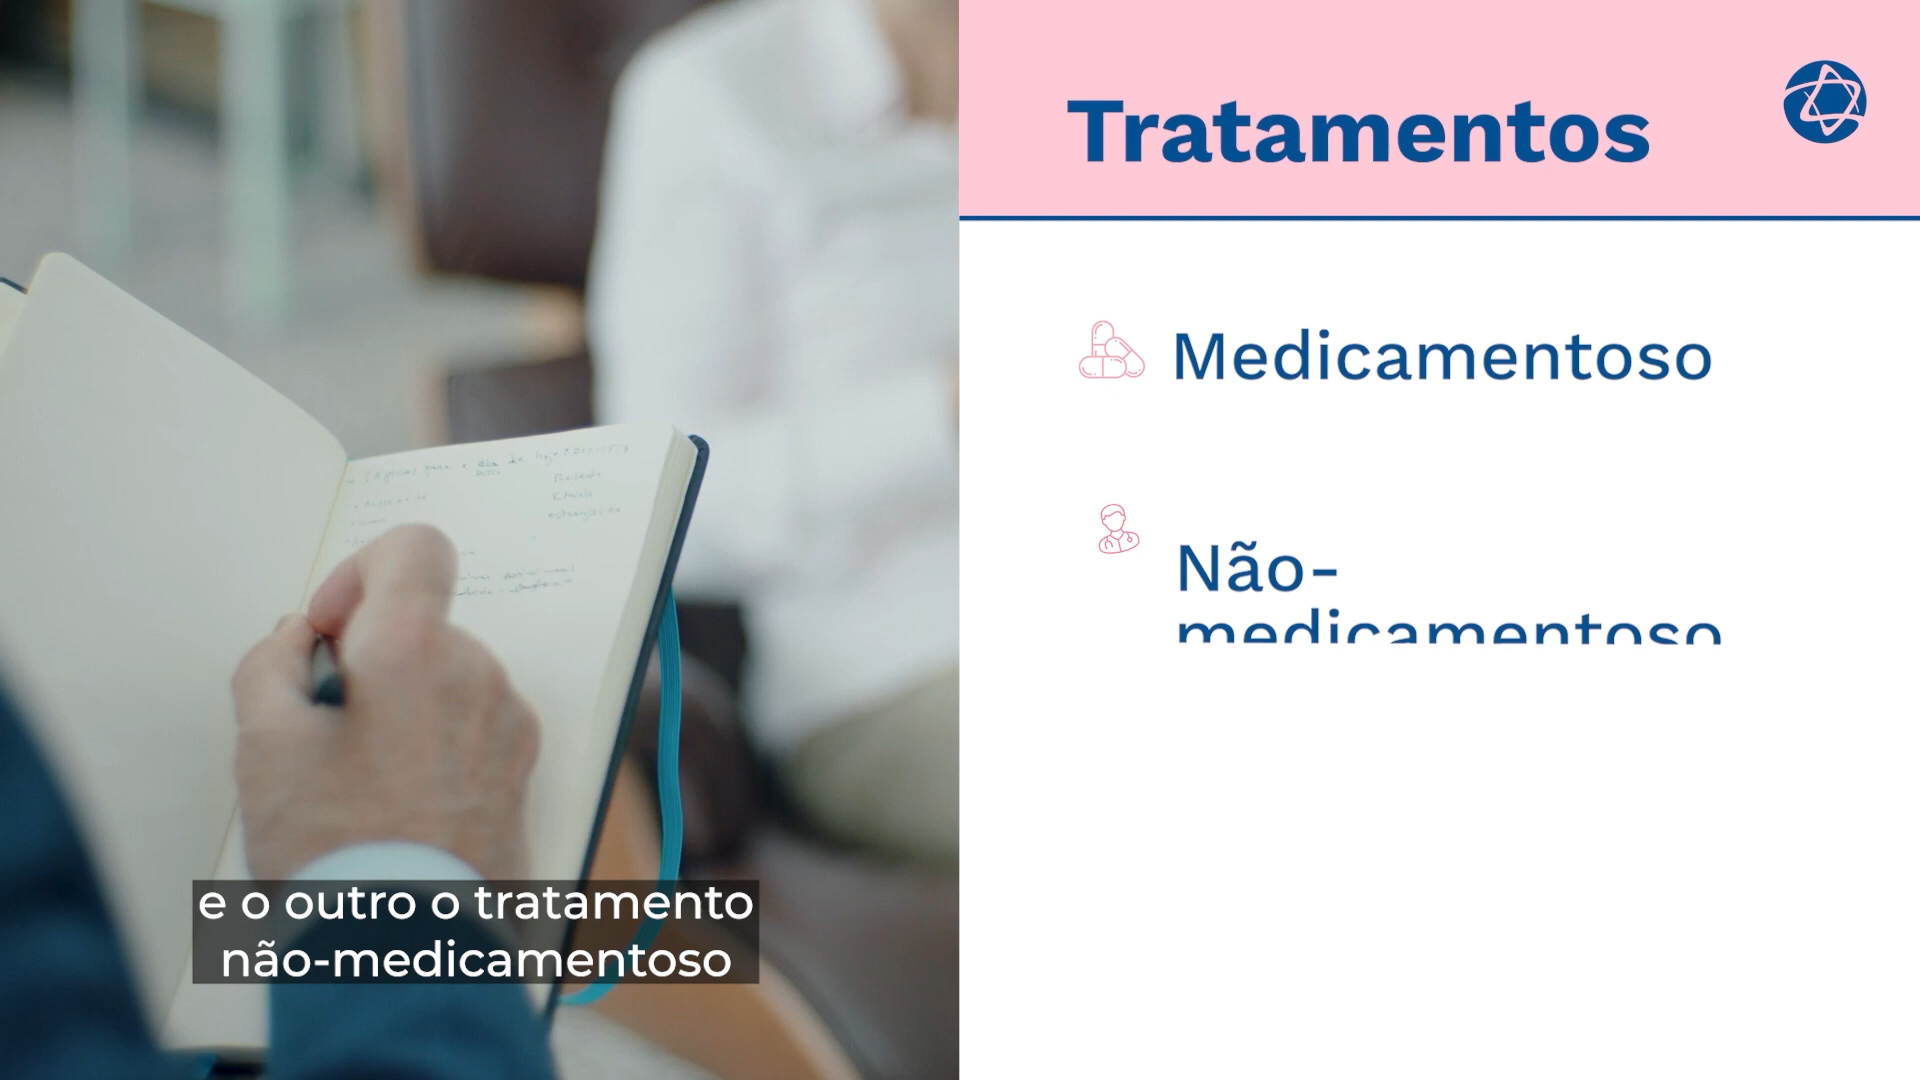 Tratamentos
Medicamentoso
Não-
medicamentoso
e o outro o tratamento
não-medicamentoso